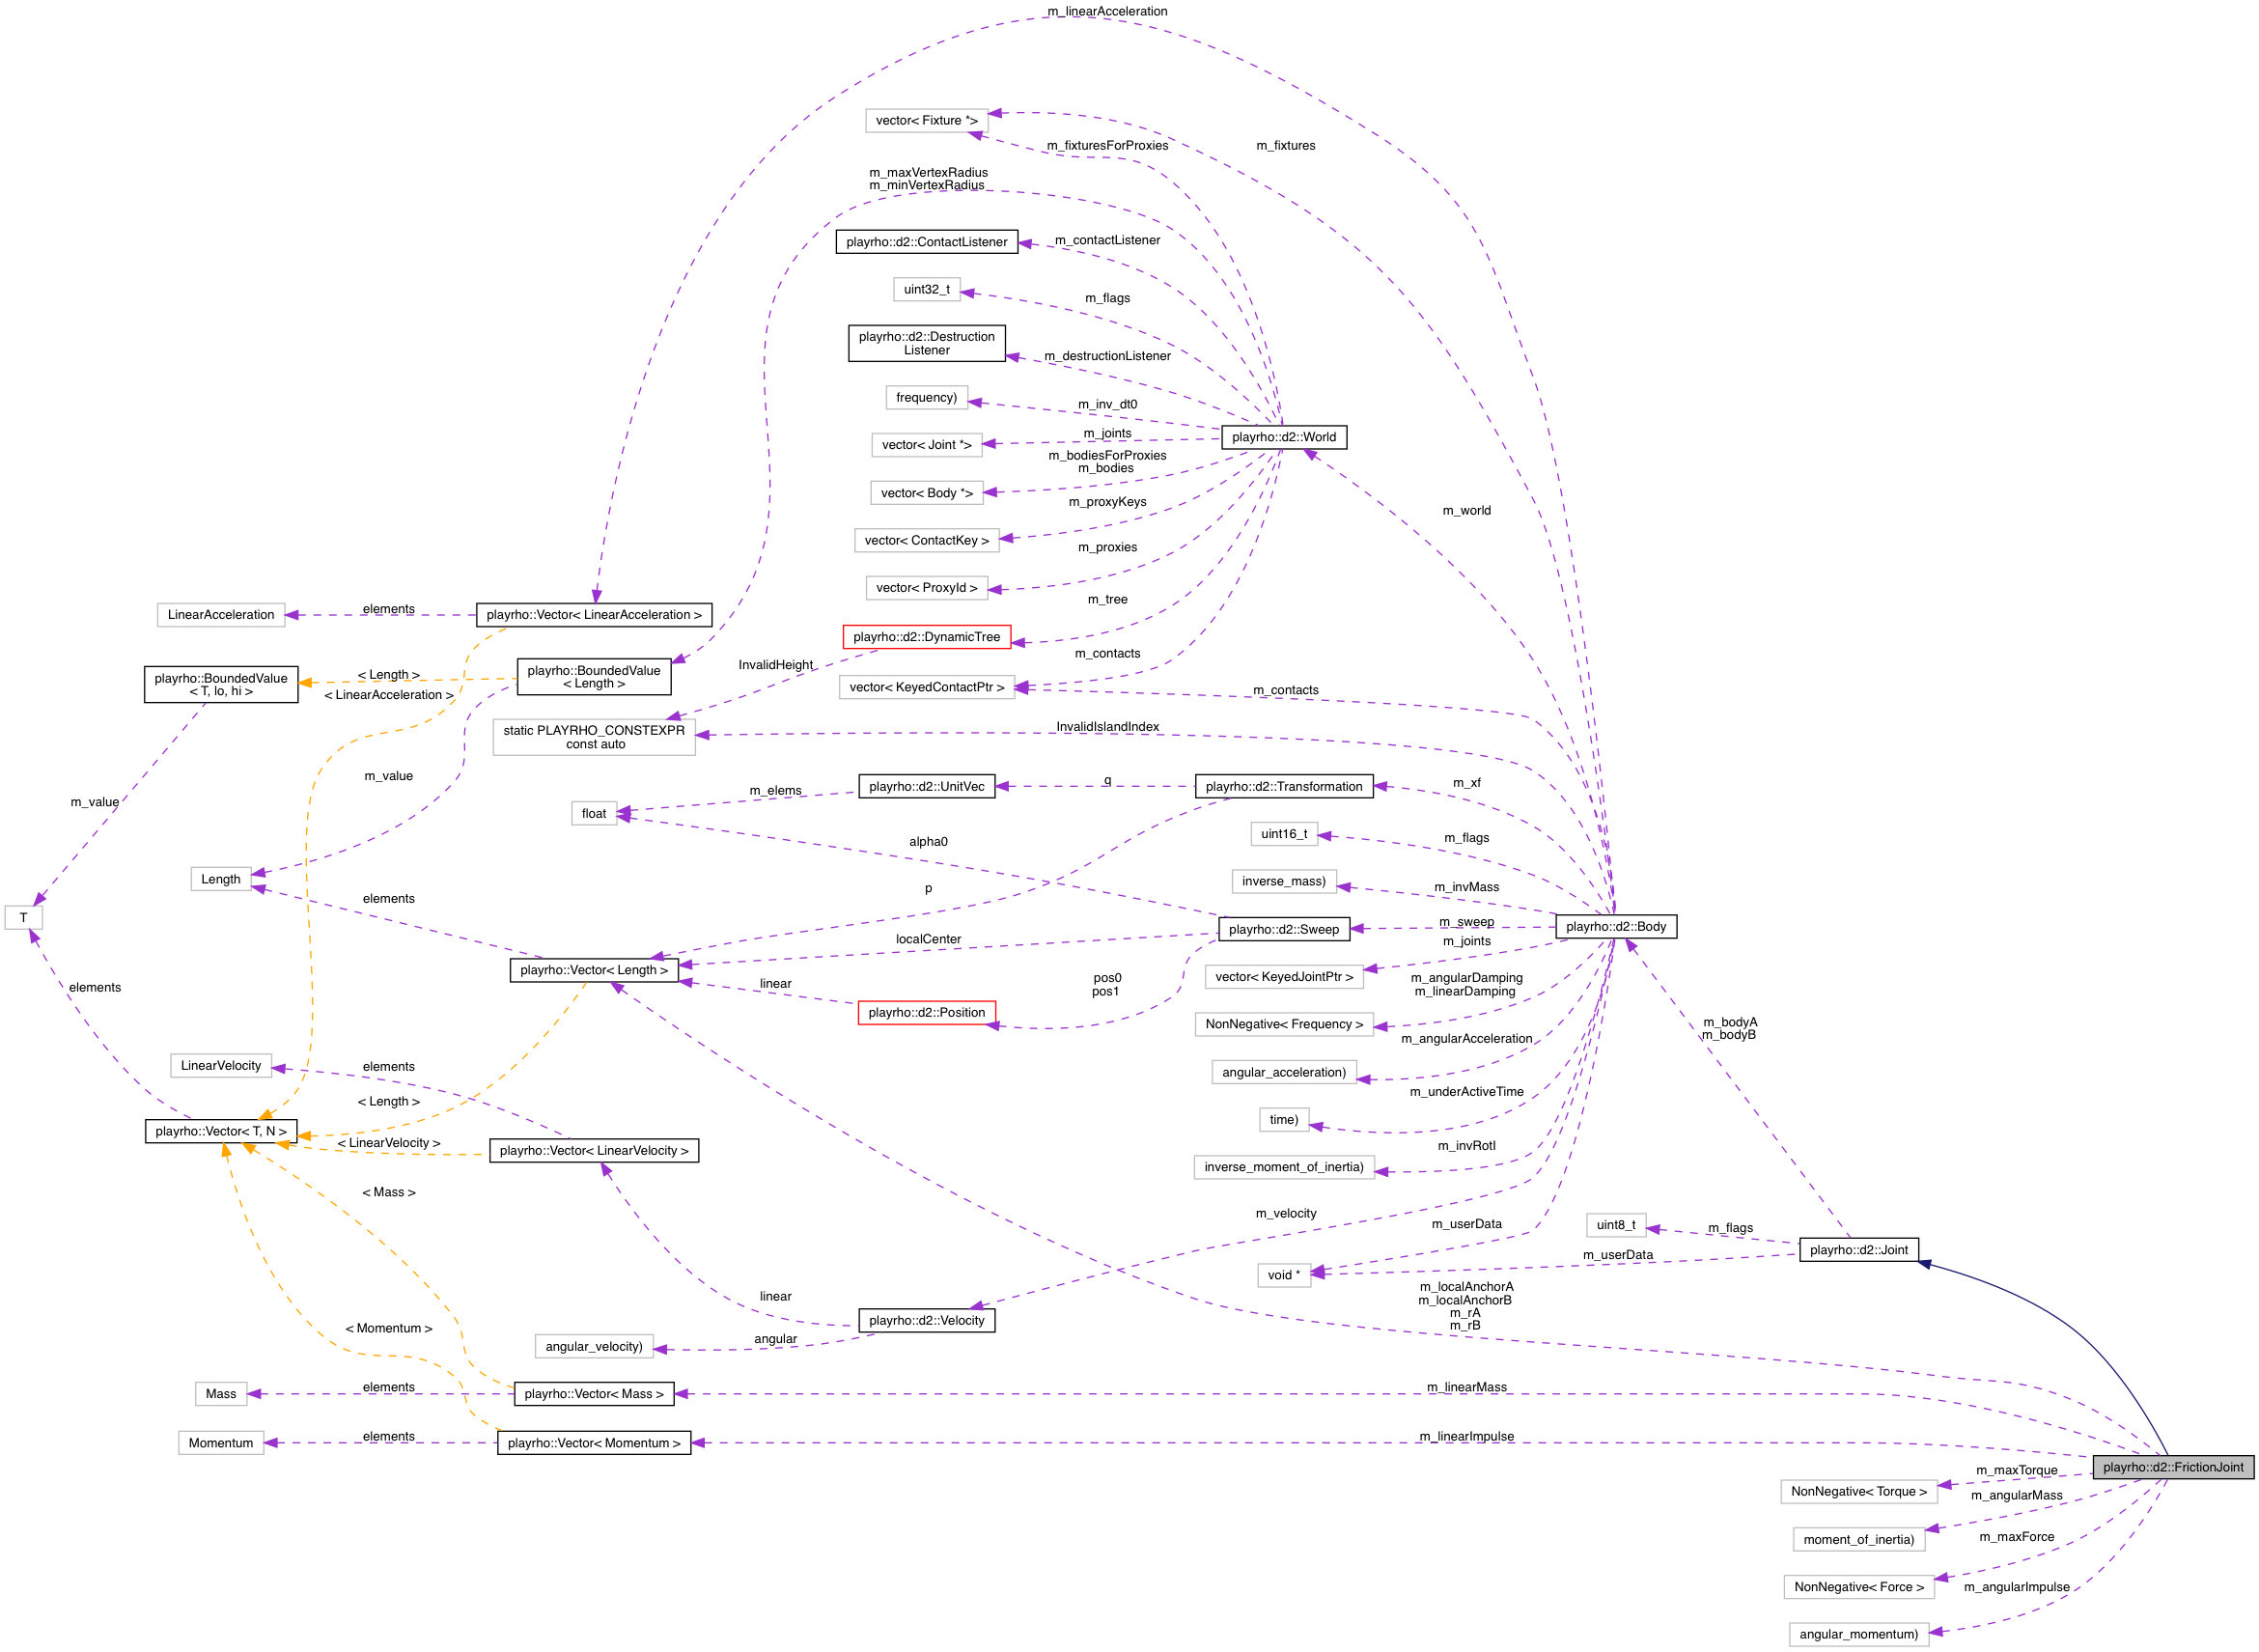 m_linearAcceleration
vector< Fixture *>
m_fixturesForProxies
m_fixtures
m_maxVertexRadius
m_minVertexRadius
playrho::d2::ContactListener
m_contactListener
uint32_t
m_flags
playrho::d2::Destruction
Listener
m_destructionListener
frequency)
m_inv_dt0
vector< Joint *>
m_joints
playrho::d2::World
m_bodiesForProxies
m_bodies
vector< Body *>
m_proxyKeys
m_world
vector< ContactKey >
m_proxies
vector< ProxyId >
m_tree
LinearAcceleration
elements
playrho::Vector< LinearAcceleration >
playrho::d2::DynamicTree
m_contacts
InvalidHeight
playrho::BoundedValue
< T, lo, hi >
< Length >
< LinearAcceleration >
playrho::BoundedValue
< Length >
vector< KeyedContactPtr >
m_contacts
static PLAYRHO_CONSTEXPR
const auto
InvalidIslandIndex
m_value
m_value
float
m_elems
playrho::d2::UnitVec
q
playrho::d2::Transformation
m_xf
uint16_t
m_flags
alpha0
Length
elements
p
inverse_mass)
m_invMass
T
localCenter
playrho::d2::Sweep
m_sweep
playrho::d2::Body
m_joints
playrho::Vector< Length >
vector< KeyedJointPtr >
elements
linear
pos0
pos1
m_angularDamping
m_linearDamping
playrho::d2::Position
NonNegative< Frequency >
m_bodyA
m_bodyB
m_angularAcceleration
LinearVelocity
elements
angular_acceleration)
< Length >
m_underActiveTime
time)
playrho::Vector< T, N >
< LinearVelocity >
playrho::Vector< LinearVelocity >
m_invRotI
inverse_moment_of_inertia)
< Mass >
m_velocity
m_userData
uint8_t
m_flags
playrho::d2::Joint
m_userData
void *
linear
m_localAnchorA
m_localAnchorB
m_rA
m_rB
< Momentum >
playrho::d2::Velocity
angular_velocity)
angular
Mass
elements
playrho::Vector< Mass >
m_linearMass
Momentum
elements
playrho::Vector< Momentum >
m_linearImpulse
playrho::d2::FrictionJoint
m_maxTorque
NonNegative< Torque >
m_angularMass
moment_of_inertia)
m_maxForce
NonNegative< Force >
m_angularImpulse
angular_momentum)